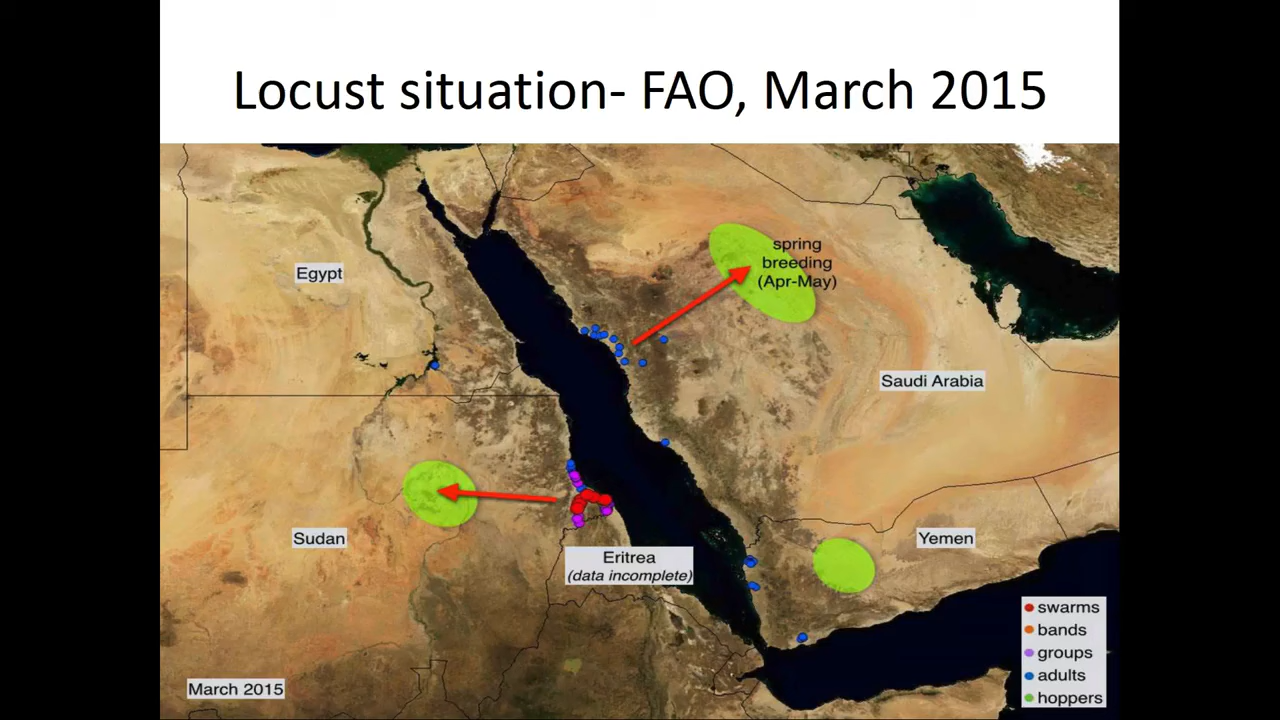 Locust situation- FAO, March 2015
spring
breeding
(Apr-May)
Egypt
Saudi Arabia
Sudan
Yemen
Eritrea
(data incomplete)
swarms
bands
groups
adults
hoppers
March 2015